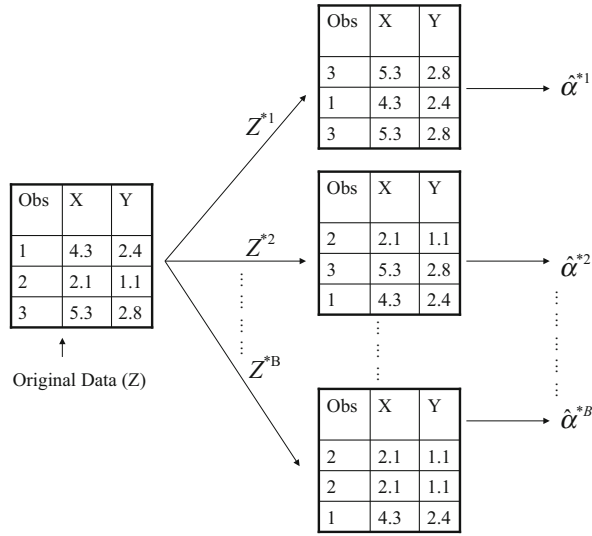 Obs X Y
3 5.3 2.8
1 4.3 2.4
3 5.3 2.8
α̂*1
Z*1
Obs X Y
1 4.3 2.4
2 2.1 1.1
3 5.3 2.8
Original Data (Z)
Z*2
Obs X Y
2 2.1 1.1
3 5.3 2.8
1 4.3 2.4
α̂*2
Z*B
Obs X Y
2 2.1 1.1
2 2.1 1.1
1 4.3 2.4
α̂*B